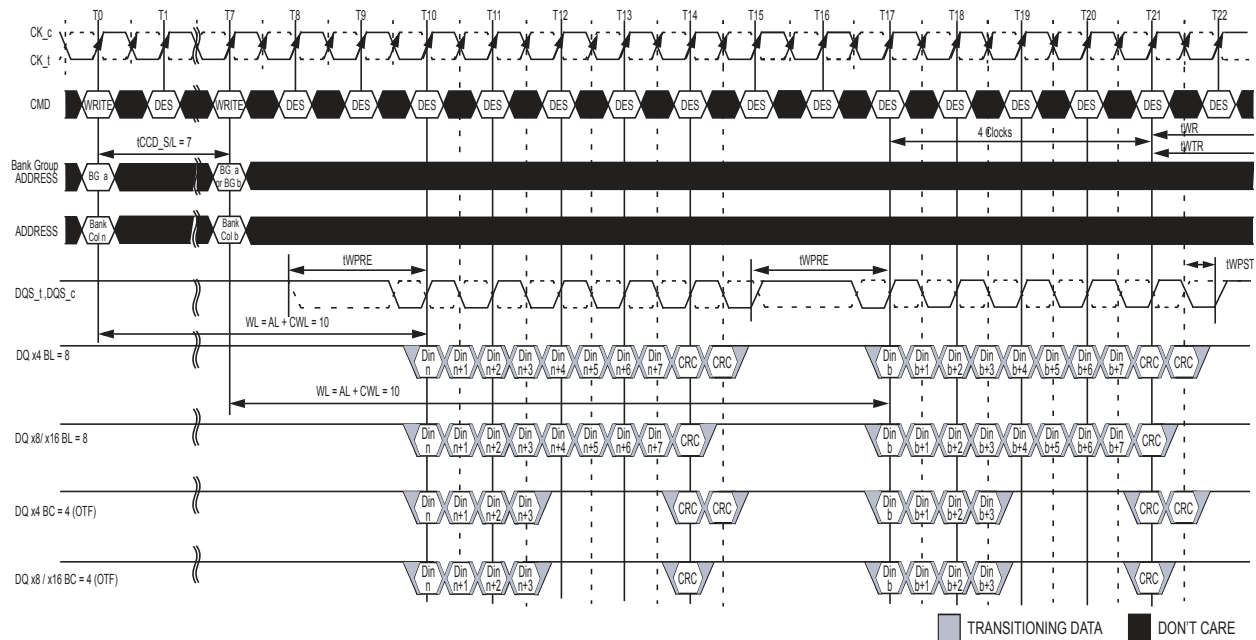 T0 T1 T7 T8 T9 T10 T11 T12 T13 T14 T15 T16 T17 T18 T19 T20 T21 T22
CK_c
CK_t
CMD WRITE DES WRITE DES DES DES DES DES DES DES DES DES DES DES DES DES DES DES
tCCD_S/L = 7
4 Clocks
tWR
tWTR
Bank Group
ADDRESS
BG a
BG a
or BG b
ADDRESS
Bank
Col n
Bank
Col b
tWPRE
tWPRE
tWPST
DQS_t ,DQS_c
WL = AL + CWL = 10
DQ x4 BL = 8
Din n Din n+1 Din n+2 Din n+3 Din n+4 Din n+5 Din n+6 Din n+7 CRC CRC Din b Din b+1 Din b+2 Din b+3 Din b+4 Din b+5 Din b+6 Din b+7 CRC CRC
WL = AL + CWL = 10
DQ x8/ x16 BL = 8
Din n Din n+1 Din n+2 Din n+3 Din n+4 Din n+5 Din n+6 Din n+7 CRC Din b Din b+1 Din b+2 Din b+3 Din b+4 Din b+5 Din b+6 Din b+7 CRC
DQ x4 BC = 4 (OTF)
Din n Din n+1 Din n+2 Din n+3 CRC CRC Din b Din b+1 Din b+2 Din b+3 CRC CRC
DQ x8 / x16 BC = 4 (OTF)
Din n Din n+1 Din n+2 Din n+3 CRC Din b Din b+1 Din b+2 Din b+3 CRC
TRANSITIONING DATA
DON'T CARE